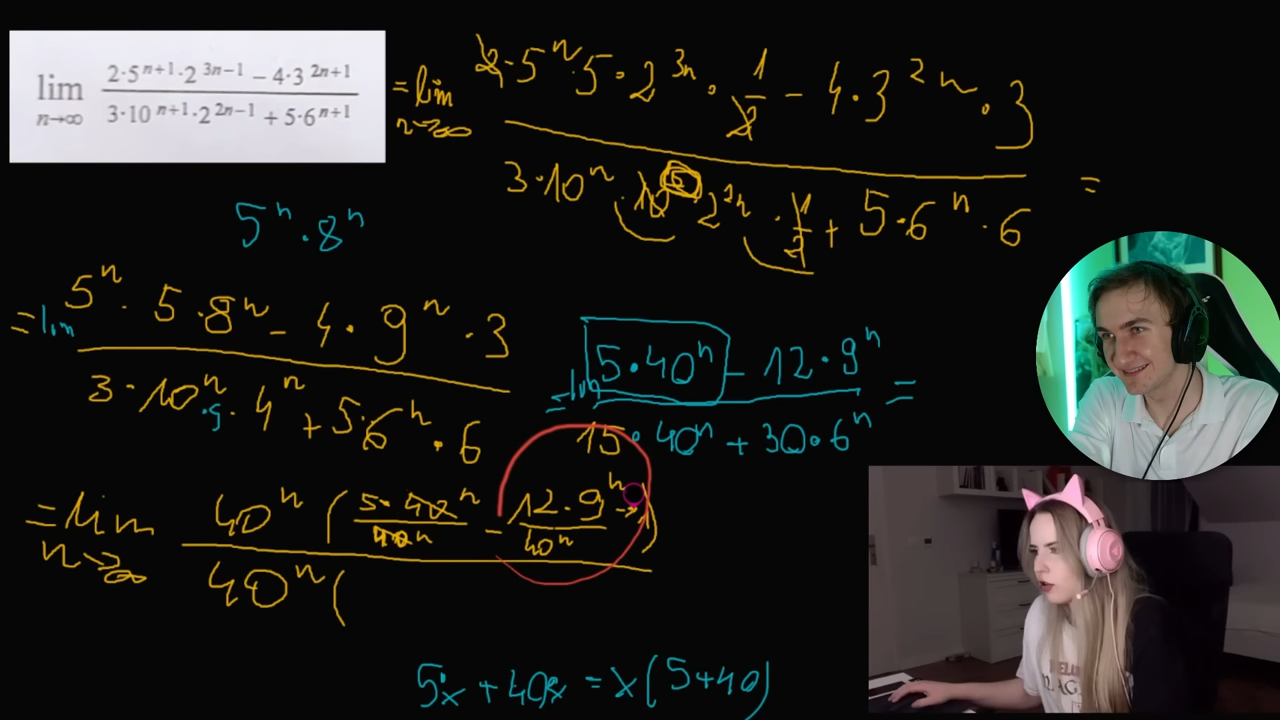 lim n→∞ (2·5^{n+1}·2^{3n-1} - 4·3^{2n+1}) / (3·10^{n+1}·2^{2n-1} + 5·6^{n+1})
= lim n→∞ (2·5^n·5·2^{3n}·1/2 - 4·3^{2n}·3) / (3·10^n·10·2^{2n}·1/2 + 5·6^n·6) =
5^n·8^n
= lim (5^n·5·8^n - 4·9^n·3) / (3·10^n·5·4^n + 5·6^n·6)
= lim (5·40^n - 12·9^n) / (15·40^n + 30·6^n) =
= lim n→∞ 40^n (5·40^n/40^n - 12·9^n/40^n) / 40^n (
5x + 40x = x(5+40)